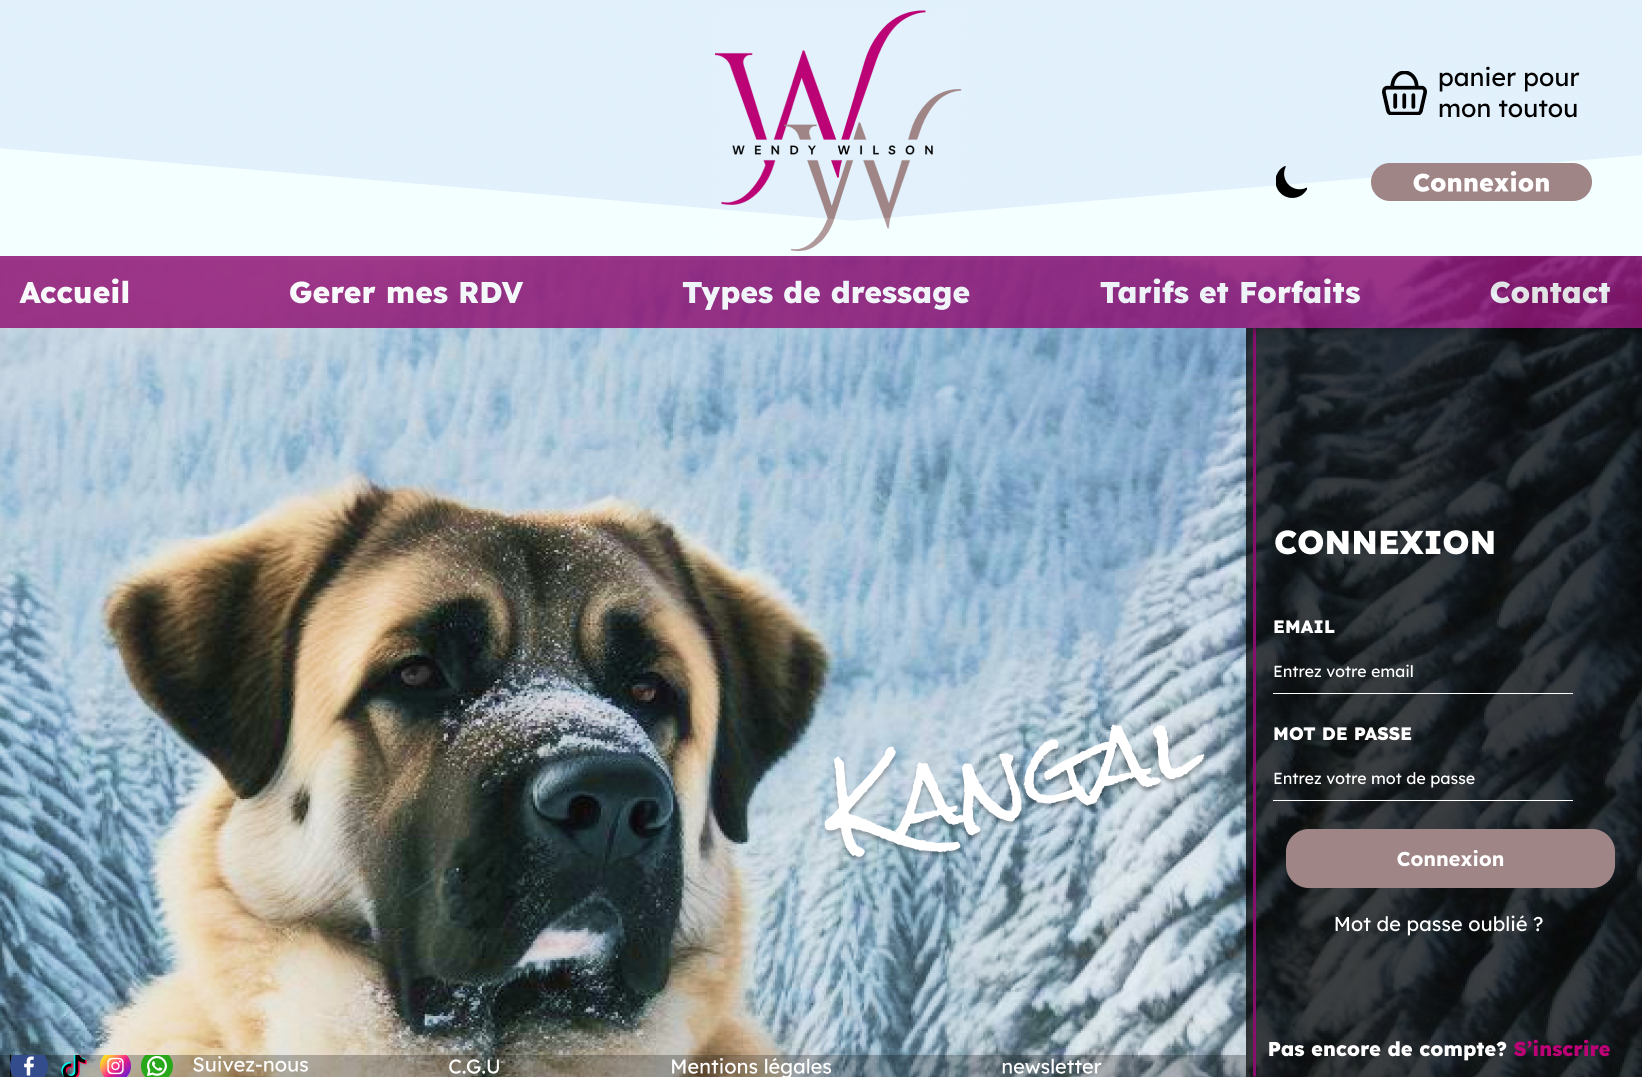 WENDY WILSON
panier pour
mon toutou
Connexion
Accueil
Gerer mes RDV
Types de dressage
Tarifs et Forfaits
Contact
KANGAL
CONNEXION
EMAIL
Entrez votre email
MOT DE PASSE
Entrez votre mot de passe
Connexion
Mot de passe oublié ?
Pas encore de compte? S'inscrire
Suivez-nous
C.G.U
Mentions légales
newsletter